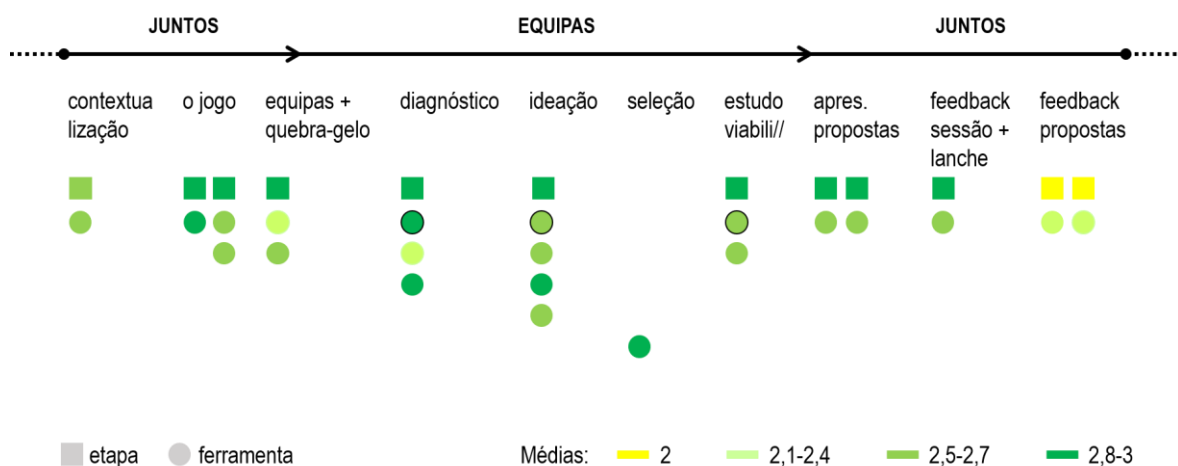 JUNTOS
EQUIPAS
JUNTOS
contextua
lização
o jogo
equipas +
quebra-gelo
diagnóstico
ideação
seleção
estudo
viabili//
apres.
propostas
feedback
sessão +
lanche
feedback
propostas
etapa
ferramenta
Médias:
2
2,1-2,4
2,5-2,7
2,8-3